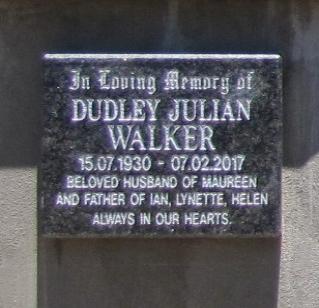 In Loving Memory of
DUDLEY JULIAN
WALKER
15.07.1930 - 07.02.2017
BELOVED HUSBAND OF MAUREEN
AND FATHER OF IAN, LYNETTE, HELEN
ALWAYS IN OUR HEARTS.